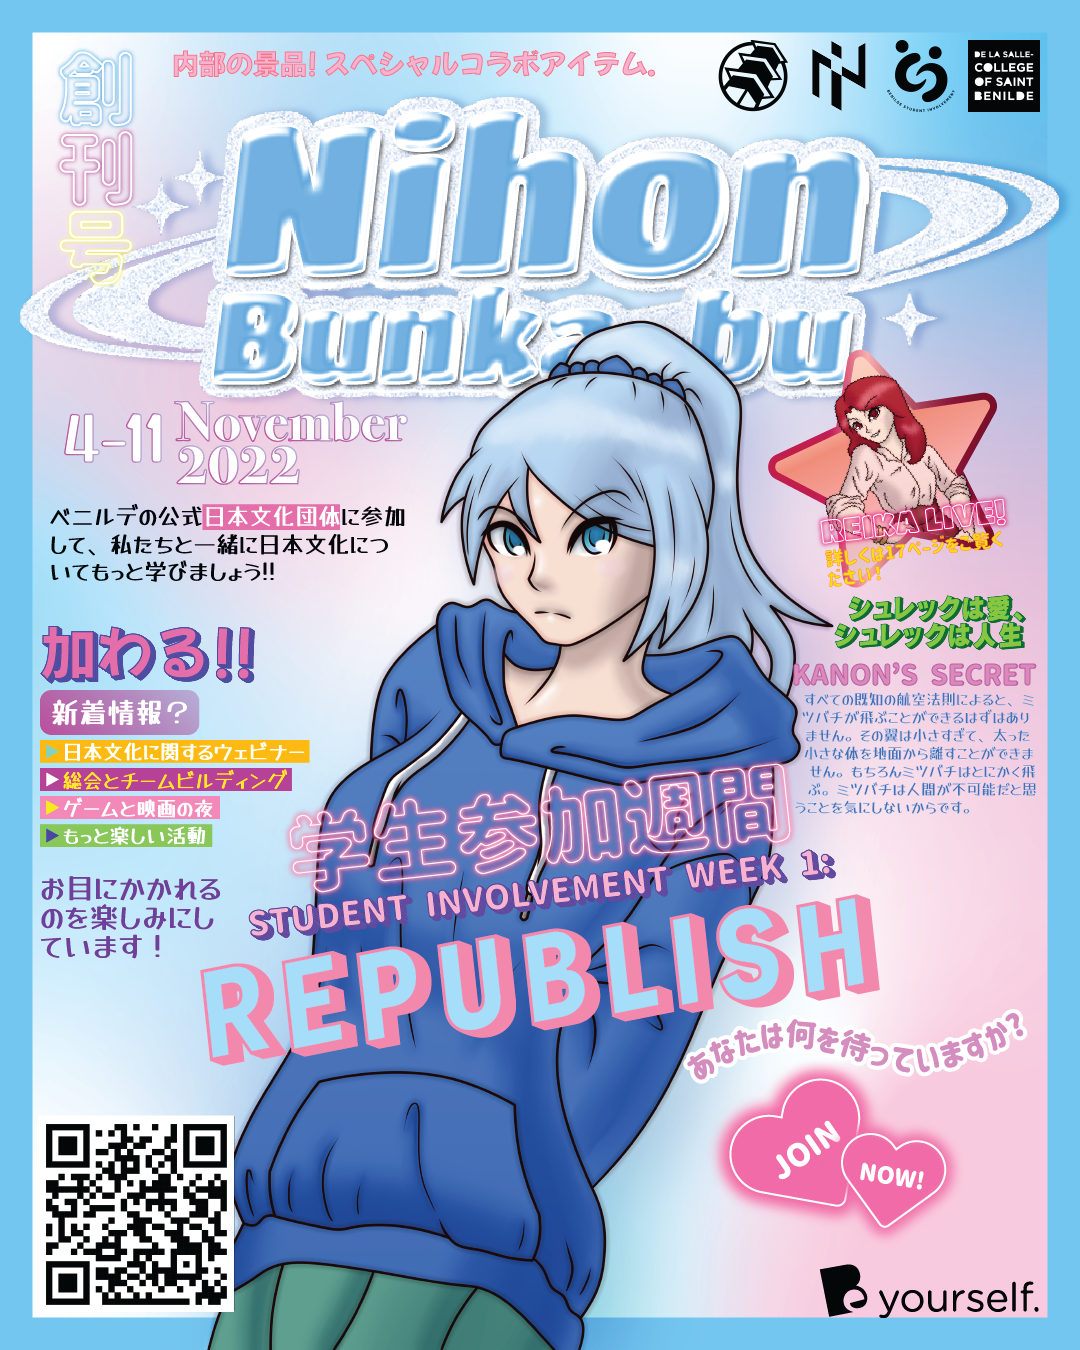 創刊号
内部の景品! スペシャルコラボアイテム。
DE LA SALLE-
COLLEGE
OF SAINT
BENILDE
BENILDE STUDENT INVOLVEMENT
Nihon
Bunka bu
4-11 November
2022
ベニルデの公式日本文化団体に参加
して、私たちと一緒に日本文化につ
いてもっと学びましょう!!
加わる!!
新着情報？
日本文化に関するウェビナー
総会とチームビルディング
ゲームと映画の夜
もっと楽しい活動
お目にかかれる
のを楽しみにし
ています！
REIKA LIVE!
詳しくは17ページをご覧く
ださい！
シュレックは愛、
シュレックは人生
KANON'S SECRET
すべての既知の航空法則によると、ミ
ツバチが飛ぶことができるはずはあり
ません。その翼は小さすぎて、太った
小さな体を地面から離すことができま
せん。もちろんミツバチはとにかく飛
ぶ。ミツバチは人間が不可能だと思
うことを気にしないからです。
学生参加週間
STUDENT INVOLVEMENT WEEK 1:
REPUBLISH
あなたは何を待っていますか?
JOIN
NOW!
B yourself.